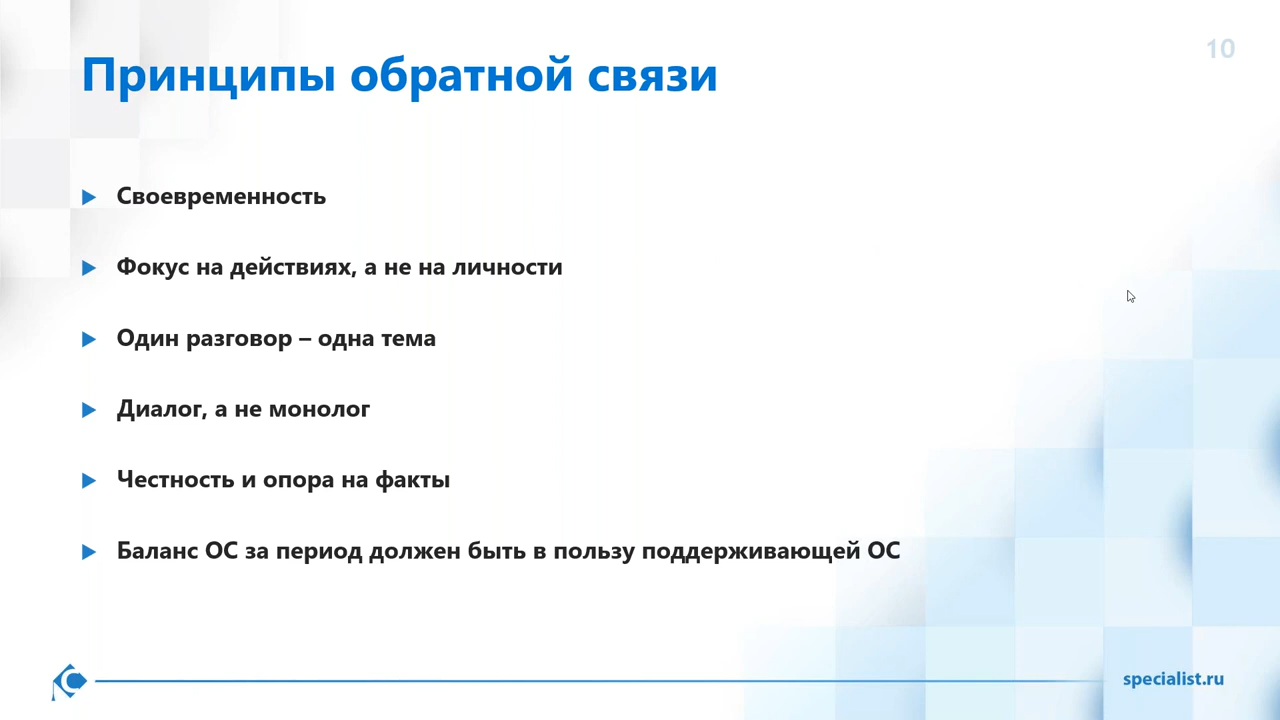 10
Принципы обратной связи
Своевременность
Фокус на действиях, а не на личности
Один разговор – одна тема
Диалог, а не монолог
Честность и опора на факты
Баланс ОС за период должен быть в пользу поддерживающей ОС
specialist.ru